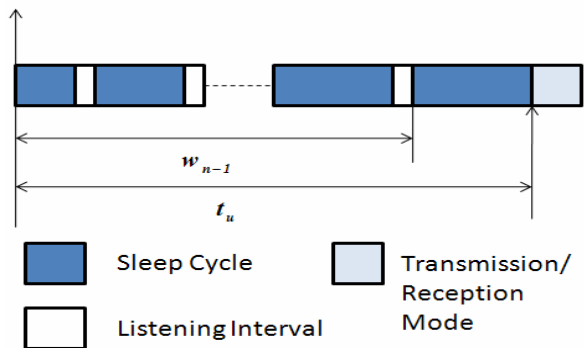 w n-1
t u
Sleep Cycle
Transmission/
Reception
Mode
Listening Interval